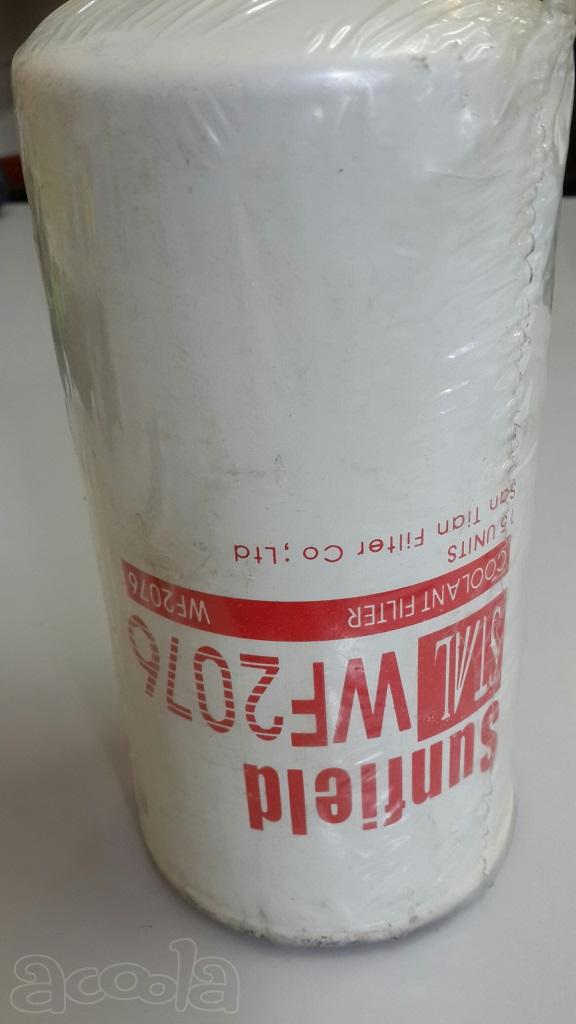 Sunfield
STAL WF2076
COOLANT FILTER WF2076
15 UNITS
San Tian Filter Co;Ltd
acoola